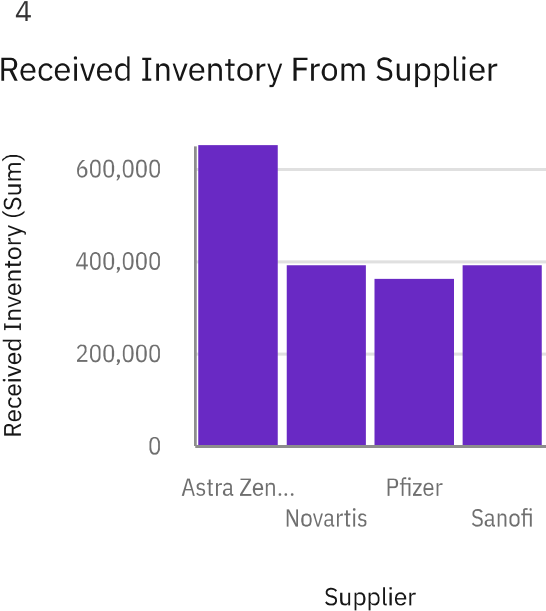 4
Received Inventory From Supplier
Received Inventory (Sum)
600,000
400,000
200,000
0
Astra Zen...
Pfizer
Novartis
Sanofi
Supplier